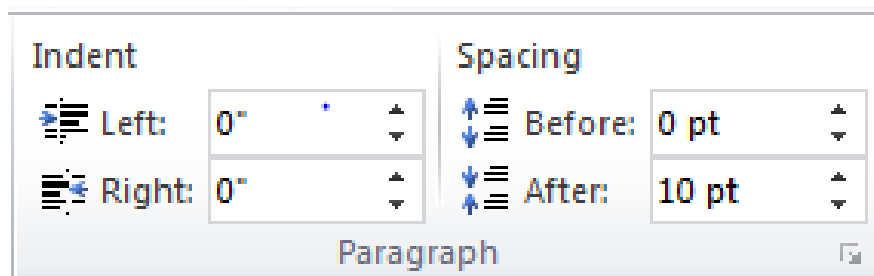 Indent Spacing
Left: 0" Before: 0 pt
Right: 0" After: 10 pt
Paragraph